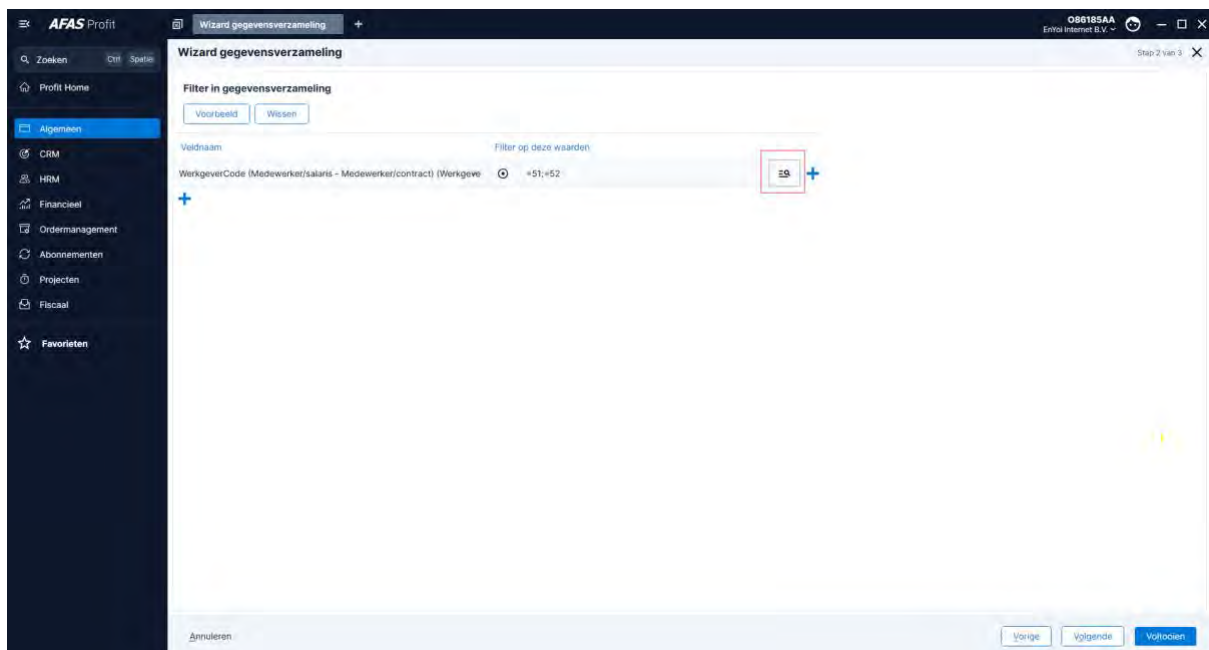 AFAS Profit
Wizard gegevensverzameling
+
O86185AA
EnYoi Internet B.V.
Zoeken Ctrl Spatie
Wizard gegevensverzameling
Stap 2 van 3
Profit Home
Filter in gegevensverzameling
Voorbeeld Wissen
Algemeen
Veldnaam Filter op deze waarden
CRM
WerkgeverCode (Medewerker/salaris - Medewerker/contract) (Werkgeve =51;=52
HRM
Financieel
Ordermanagement
Abonnementen
Projecten
Fiscaal
Favorieten
Annuleren Vorige Volgende Voltooien